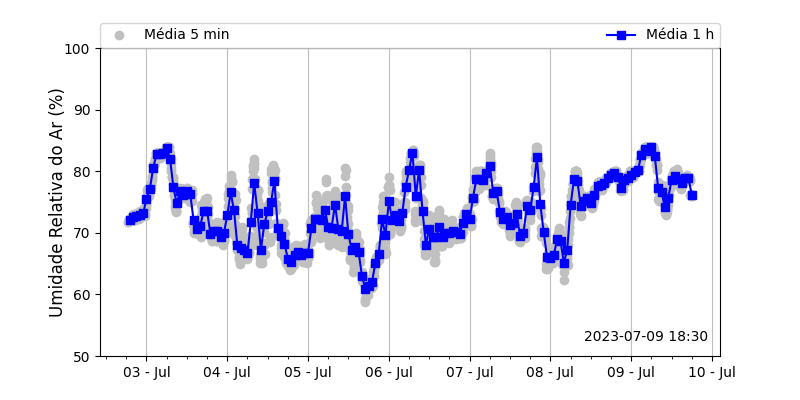 Média 5 min
Média 1 h
Umidade Relativa do Ar (%)
100
90
80
70
60
50
2023-07-09 18:30
03 - Jul
04 - Jul
05 - Jul
06 - Jul
07 - Jul
08 - Jul
09 - Jul
10 - Jul